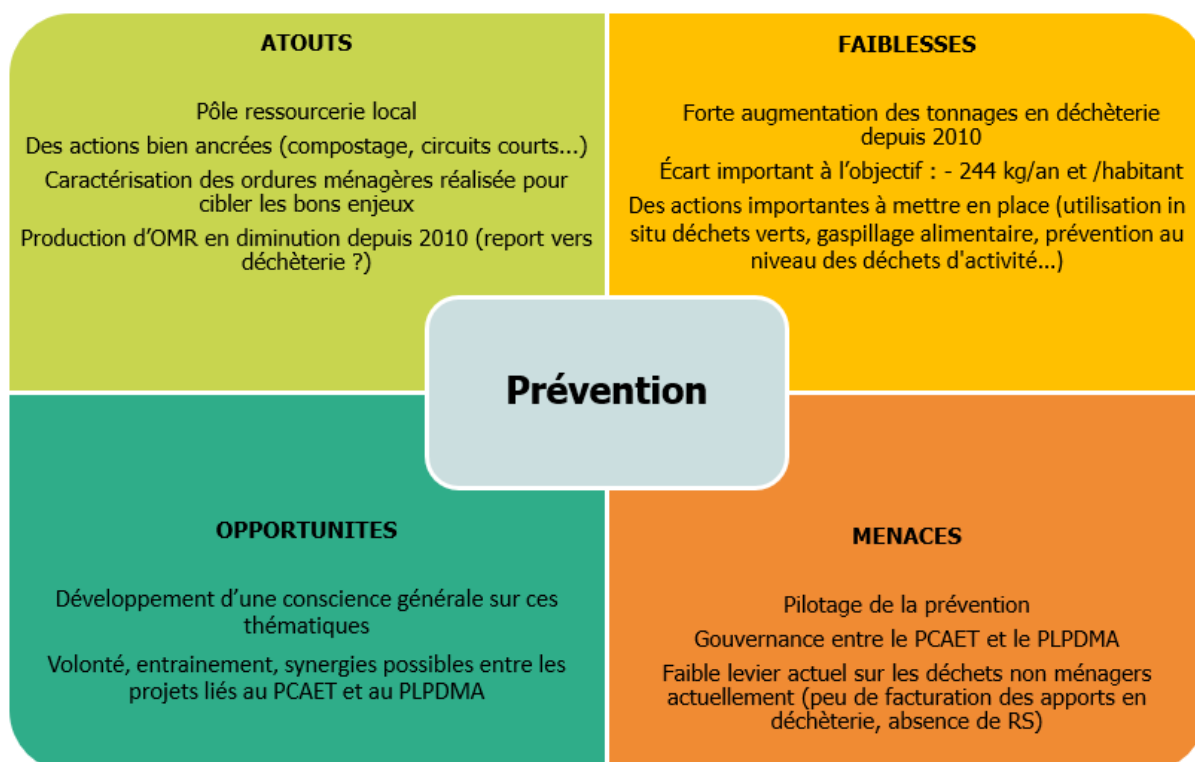 ATOUTS
Pôle ressourcerie local
Des actions bien ancrées (compostage, circuits courts...)
Caractérisation des ordures ménagères réalisée pour
cibler les bons enjeux
Production d’OMR en diminution depuis 2010 (report vers
déchèterie ?)
FAIBLESSES
Forte augmentation des tonnages en déchèterie
depuis 2010
Écart important à l’objectif : - 244 kg/an et /habitant
Des actions importantes à mettre en place (utilisation in
situ déchets verts, gaspillage alimentaire, prévention au
niveau des déchets d'activité...)
Prévention
OPPORTUNITES
Développement d’une conscience générale sur ces
thématiques
Volonté, entrainement, synergies possibles entre les
projets liés au PCAET et au PLPDMA
MENACES
Pilotage de la prévention
Gouvernance entre le PCAET et le PLPDMA
Faible levier actuel sur les déchets non ménagers
actuellement (peu de facturation des apports en
déchèterie, absence de RS)